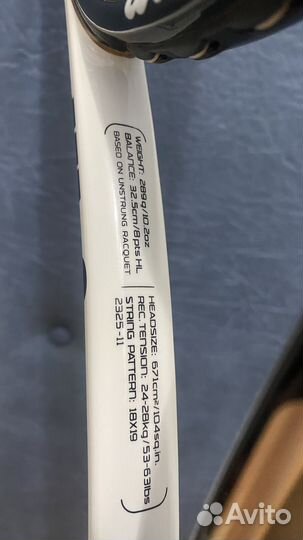 WEIGHT: 289g/10.2oz
BALANCE: 32.5cm/8pts HL
BASED ON UNSTRUNG RACQUET
HEADSIZE: 671cm²/104sq.in.
REC. TENSION: 24-28kg/53-63lbs
STRING PATTERN: 18X19
2325-11
Avito